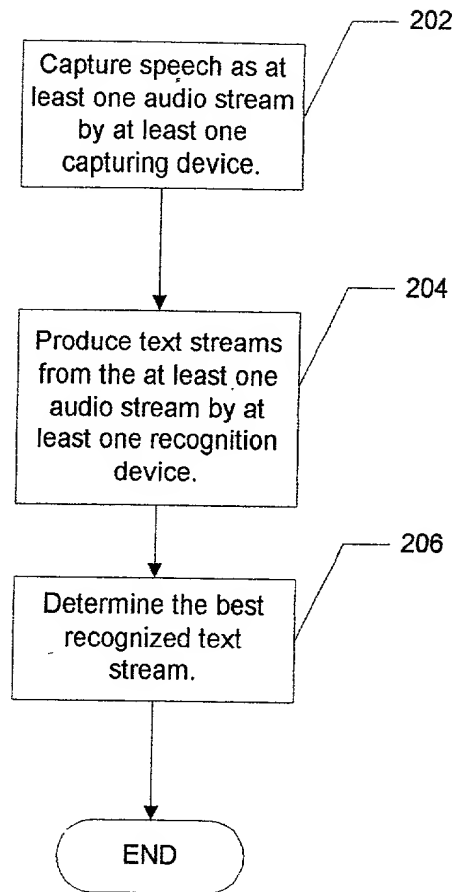 202
Capture speech as at
least one audio stream
by at least one
capturing device.
204
Produce text streams
from the at least one
audio stream by at
least one recognition
device.
206
Determine the best
recognized text
stream.
END